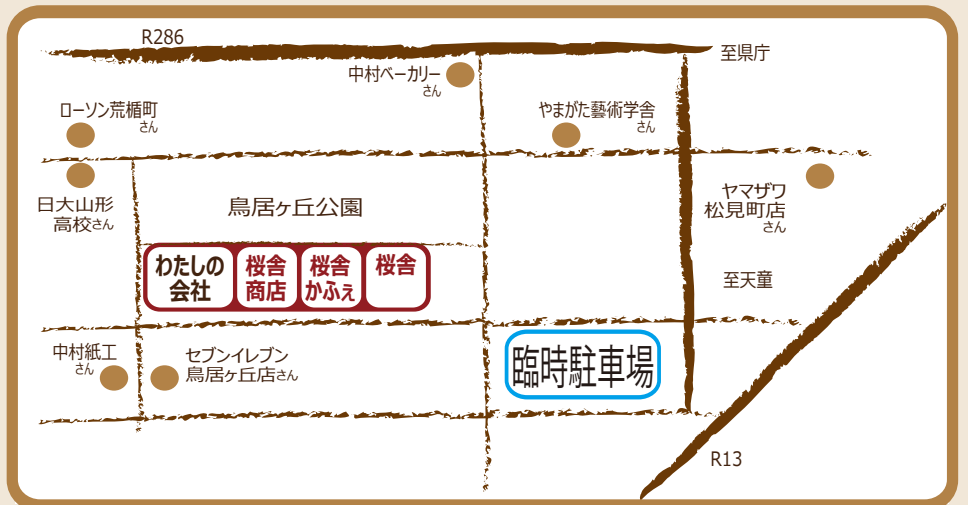 R286
至県庁
中村ベーカリー
さん
ローソン荒楯町
さん
やまがた藝術学舎
さん
日大山形
高校さん
鳥居ヶ丘公園
ヤマザワ
松見町店
さん
わたしの
会社
桜舎
商店
桜舎
かふぇ
桜舎
至天童
中村紙工
さん
セブンイレブン
鳥居ヶ丘店さん
臨時駐車場
R13